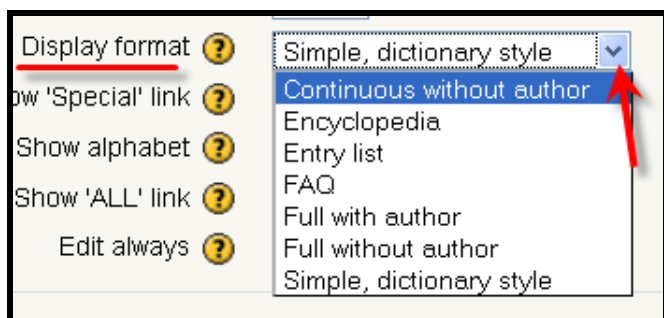 Display format ? Simple, dictionary style
ow 'Special' link ? Continuous without author
Encyclopedia
Show alphabet ? Entry list
Show 'ALL' link ? FAQ
Full with author
Edit always ? Full without author
Simple, dictionary style